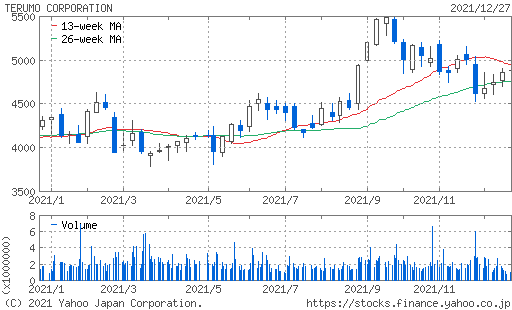 TERUMO CORPORATION 2021/12/27
5500
13-week MA
26-week MA
5000
4500
4000
3500
2021/1 2021/3 2021/5 2021/7 2021/9 2021/11
8
Volume
6
4
2
0
(x1000000)
2021/1 2021/3 2021/5 2021/7 2021/9 2021/11
(C) 2021 Yahoo Japan Corporation. https://stocks.finance.yahoo.co.jp/